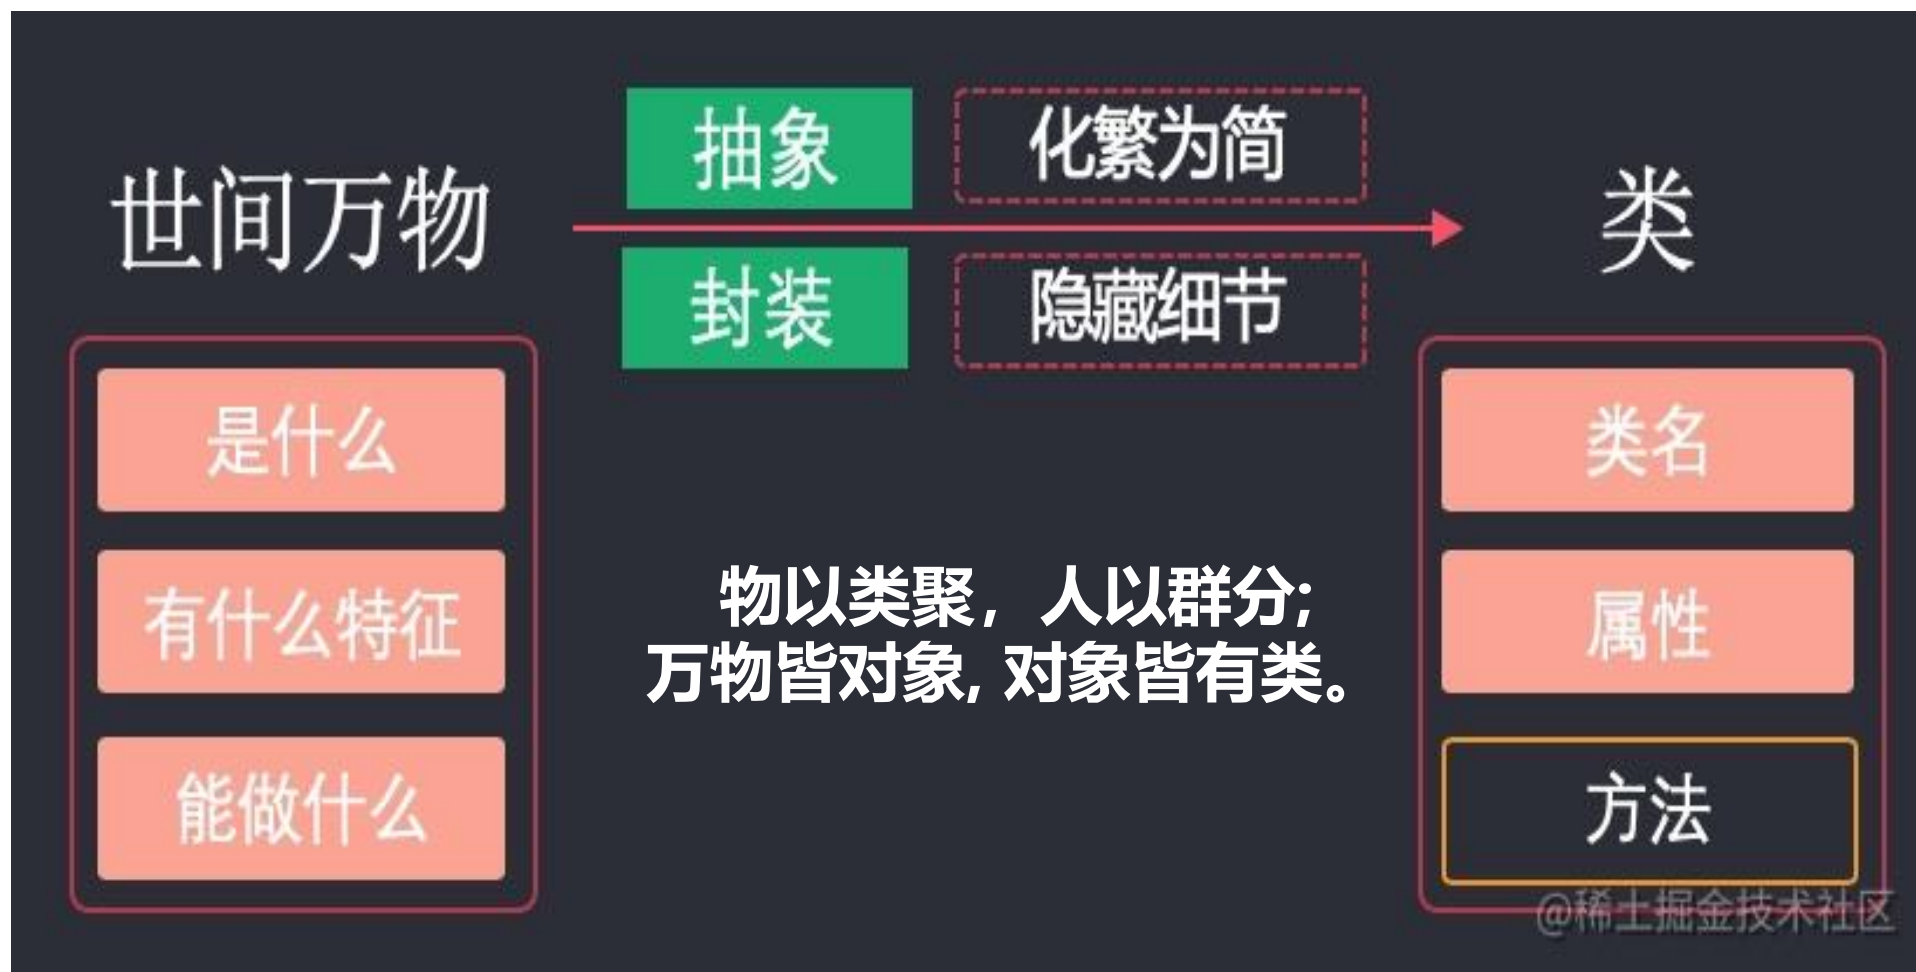 世间万物
抽象
化繁为简
封装
隐藏细节
类
是什么
有什么特征
能做什么
物以类聚，人以群分;
万物皆对象, 对象皆有类。
类名
属性
方法
@稀土掘金技术社区